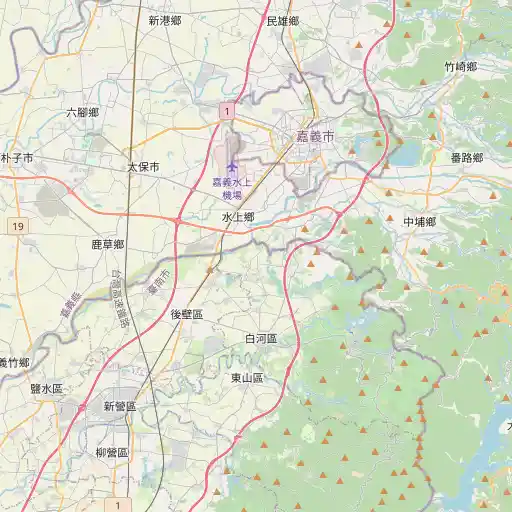 新港鄉
民雄鄉
竹崎鄉
六腳鄉
1
嘉義市
朴子市
太保市
番路鄉
嘉義水上
機場
水上鄉
中埔鄉
19
鹿草鄉
台灣高速鐵路
臺南市
嘉義縣
後壁區
白河區
義竹鄉
東山區
鹽水區
新營區
柳營區
1